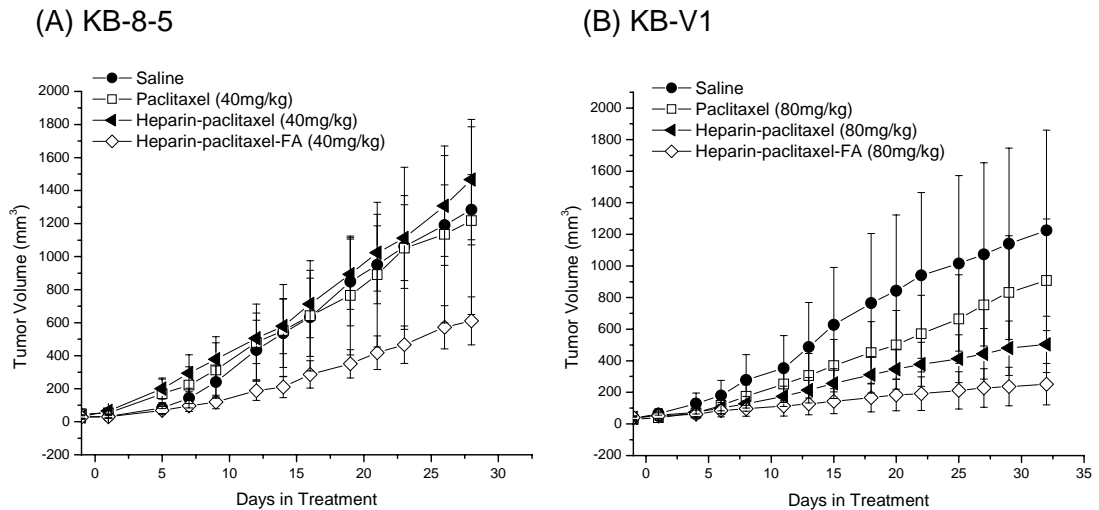 (A) KB-8-5
Saline
Paclitaxel (40mg/kg)
Heparin-paclitaxel (40mg/kg)
Heparin-paclitaxel-FA (40mg/kg)
2000
1800
1600
1400
1200
1000
800
600
400
200
0
-200
Tumor Volume (mm³)
0 5 10 15 20 25 30
Days in Treatment
(B) KB-V1
Saline
Paclitaxel (80mg/kg)
Heparin-paclitaxel (80mg/kg)
Heparin-paclitaxel-FA (80mg/kg)
2000
1800
1600
1400
1200
1000
800
600
400
200
0
-200
Tumor Volume (mm³)
0 5 10 15 20 25 30 35
Days in Treatment